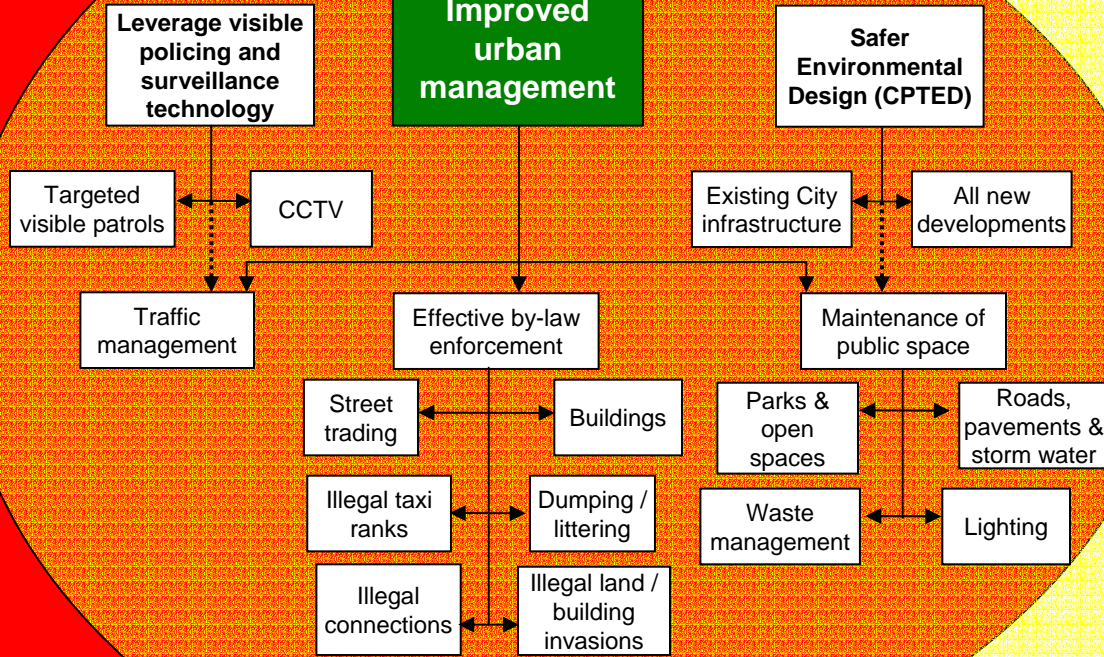 Leverage visible
policing and
surveillance
technology
Improved
urban
management
Safer
Environmental
Design (CPTED)
Targeted
visible patrols
CCTV
Existing City
infrastructure
All new
developments
Traffic
management
Effective by-law
enforcement
Maintenance of
public space
Street
trading
Buildings
Parks &
open
spaces
Roads,
pavements &
storm water
Illegal taxi
ranks
Dumping /
littering
Waste
management
Lighting
Illegal
connections
Illegal land /
building
invasions